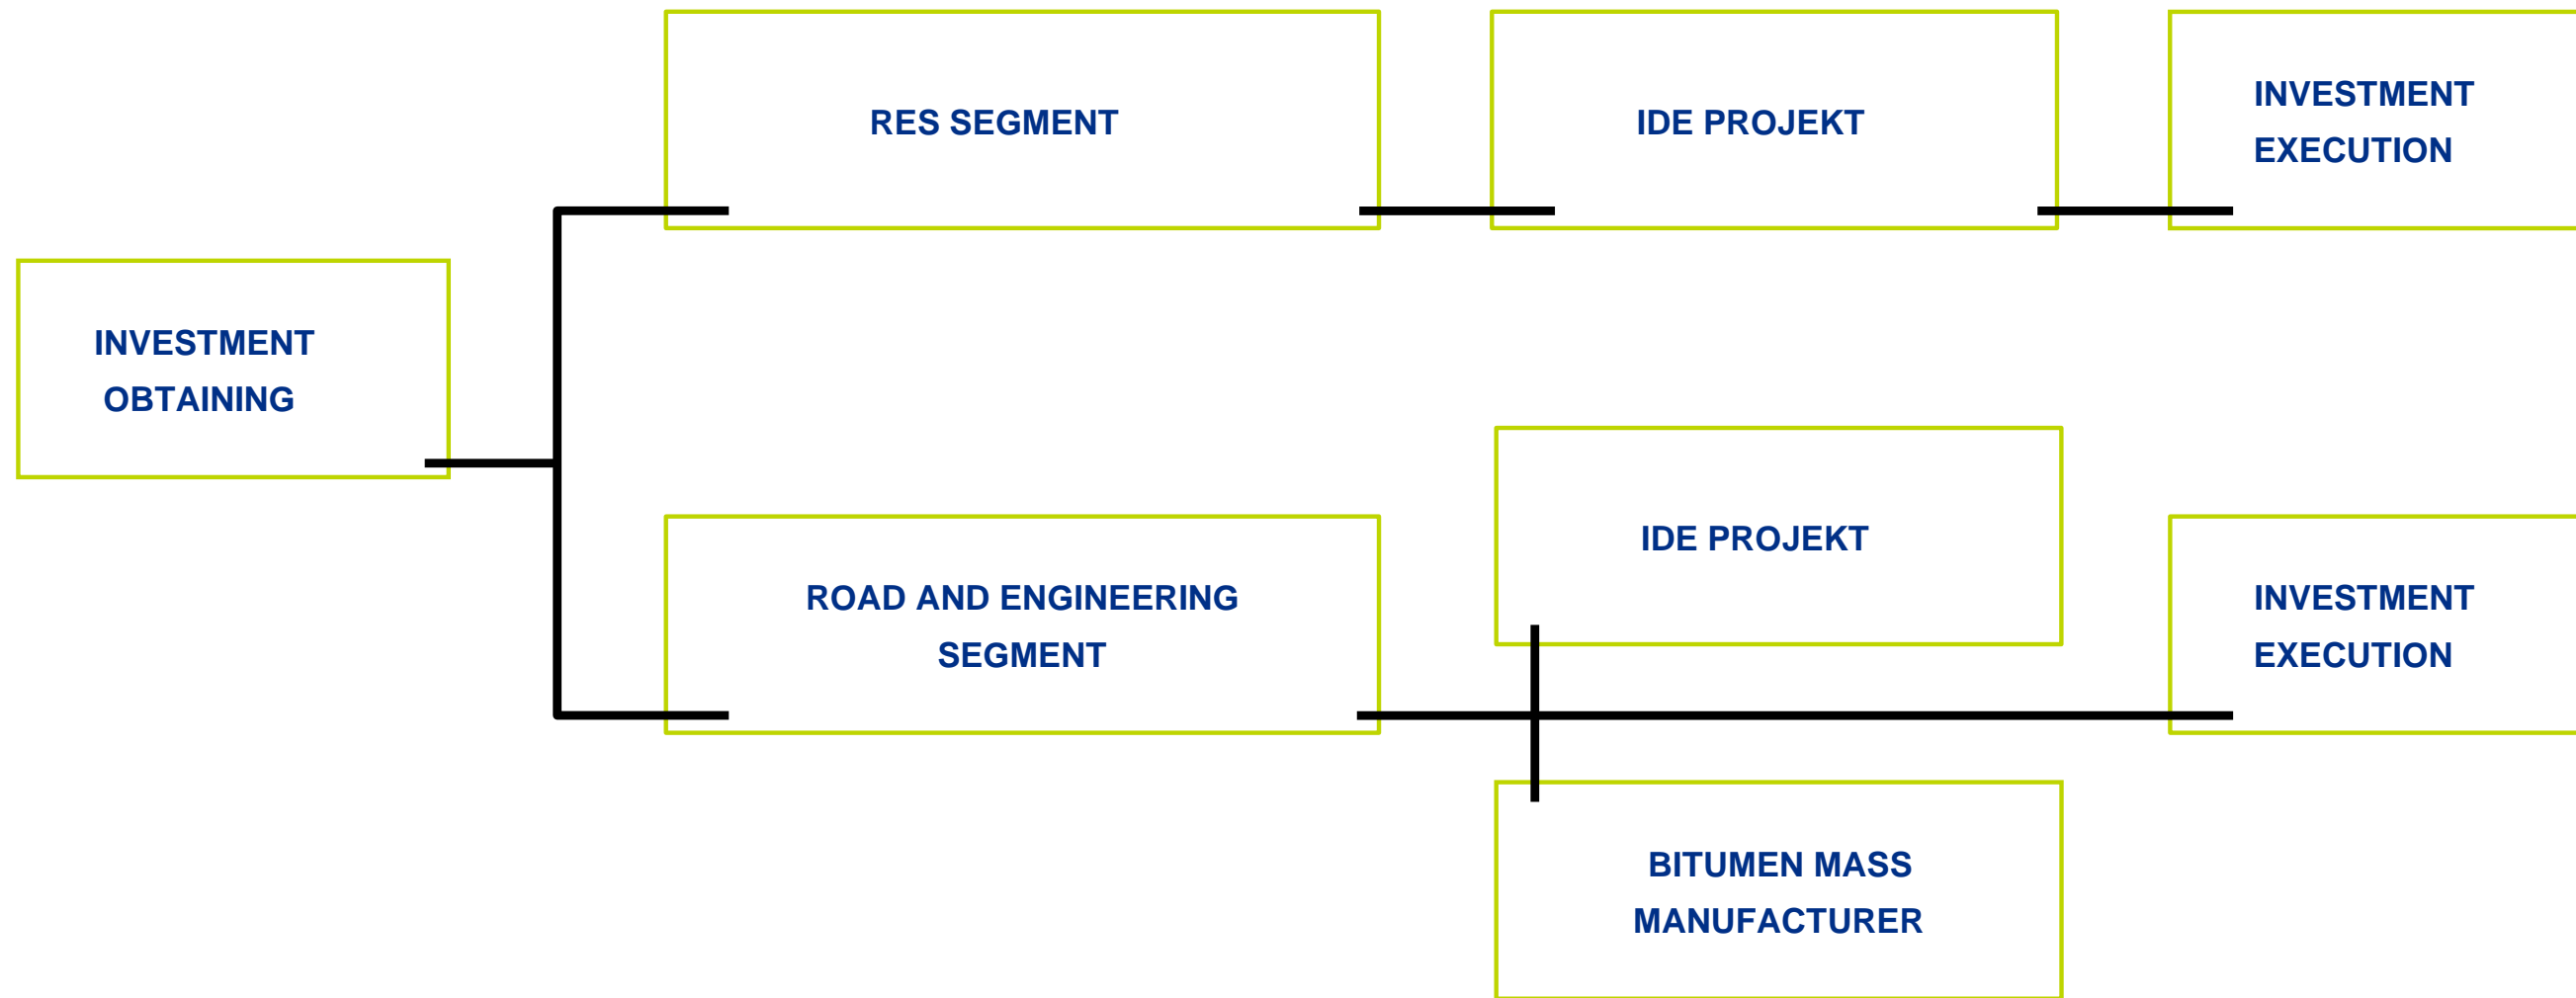 RES SEGMENT
IDE PROJEKT
INVESTMENT
EXECUTION
INVESTMENT
OBTAINING
IDE PROJEKT
ROAD AND ENGINEERING
SEGMENT
INVESTMENT
EXECUTION
BITUMEN MASS
MANUFACTURER